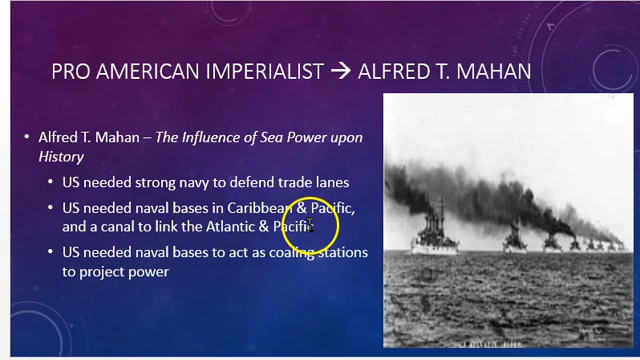 PRO AMERICAN IMPERIALIST → ALFRED T. MAHAN
• Alfred T. Mahan – The Influence of Sea Power upon
History
• US needed strong navy to defend trade lanes
• US needed naval bases in Caribbean & Pacific,
and a canal to link the Atlantic & Pacific
• US needed naval bases to act as coaling stations
to project power